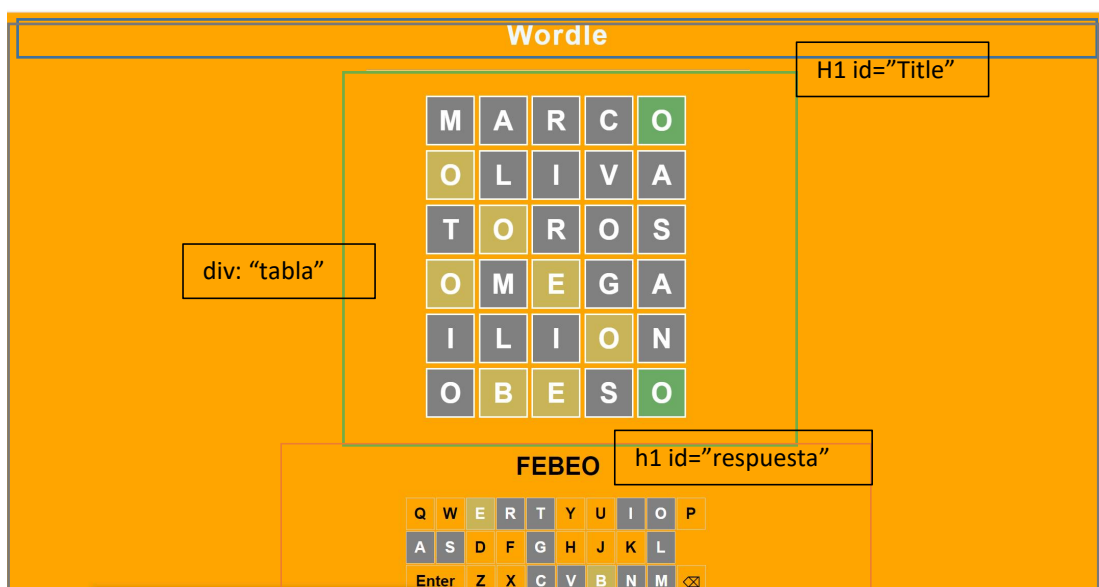 Wordle
H1 id=”Title”
M A R C O
O L I V A
T O R O S
div: “tabla”
O M E G A
I L I O N
O B E S O
FEBEO
h1 id=”respuesta”
Q W E R T Y U I O P
A S D F G H J K L
Enter Z X C V B N M ⌫